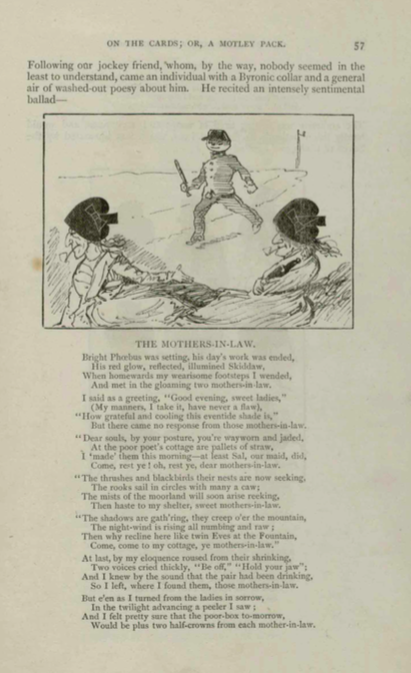 ON THE CARDS; OR, A MOTLEY PACK. 57
Following our jockey friend, whom, by the way, nobody seemed in the
least to understand, came an individual with a Byronic collar and a general
air of washed-out poesy about him. He recited an intensely sentimental
ballad—
THE MOTHERS-IN-LAW.
Bright Phœbus was setting, his day's work was ended,
His red glow, reflected, illumined Skiddaw,
When homewards my wearisome footsteps I wended,
And met in the gloaming two mothers-in-law.
I said as a greeting, "Good evening, sweet ladies,"
(My manners, I take it, have never a flaw),
"How grateful and cooling this eventide shade is,"
But there came no response from those mothers-in-law.
"Dear souls, by your posture, you're wayworn and jaded,
At the poor poet's cottage are pallets of straw,
I 'made' them this morning—at least Sal, our maid, did,
Come, rest ye! oh, rest ye, dear mothers-in-law.
"The thrushes and blackbirds their nests are now seeking,
The rooks sail in circles with many a caw;
The mists of the moorland will soon arise reeking,
Then haste to my shelter, sweet mothers-in-law.
"The shadows are gath'ring, they creep o'er the mountain,
The night-wind is rising all numbing and raw;
Then why recline here like twin Eves at the Fountain,
Come, come to my cottage, ye mothers-in-law."
At last, by my eloquence roused from their shrinking,
Two voices cried thickly, "Be off," "Hold your jaw";
And I knew by the sound that the pair had been drinking,
So I left, where I found them, those mothers-in-law.
But e'en as I turned from the ladies in sorrow,
In the twilight advancing a peeler I saw;
And I felt pretty sure that the poor-box to-morrow,
Would be plus two half-crowns from each mother-in-law.